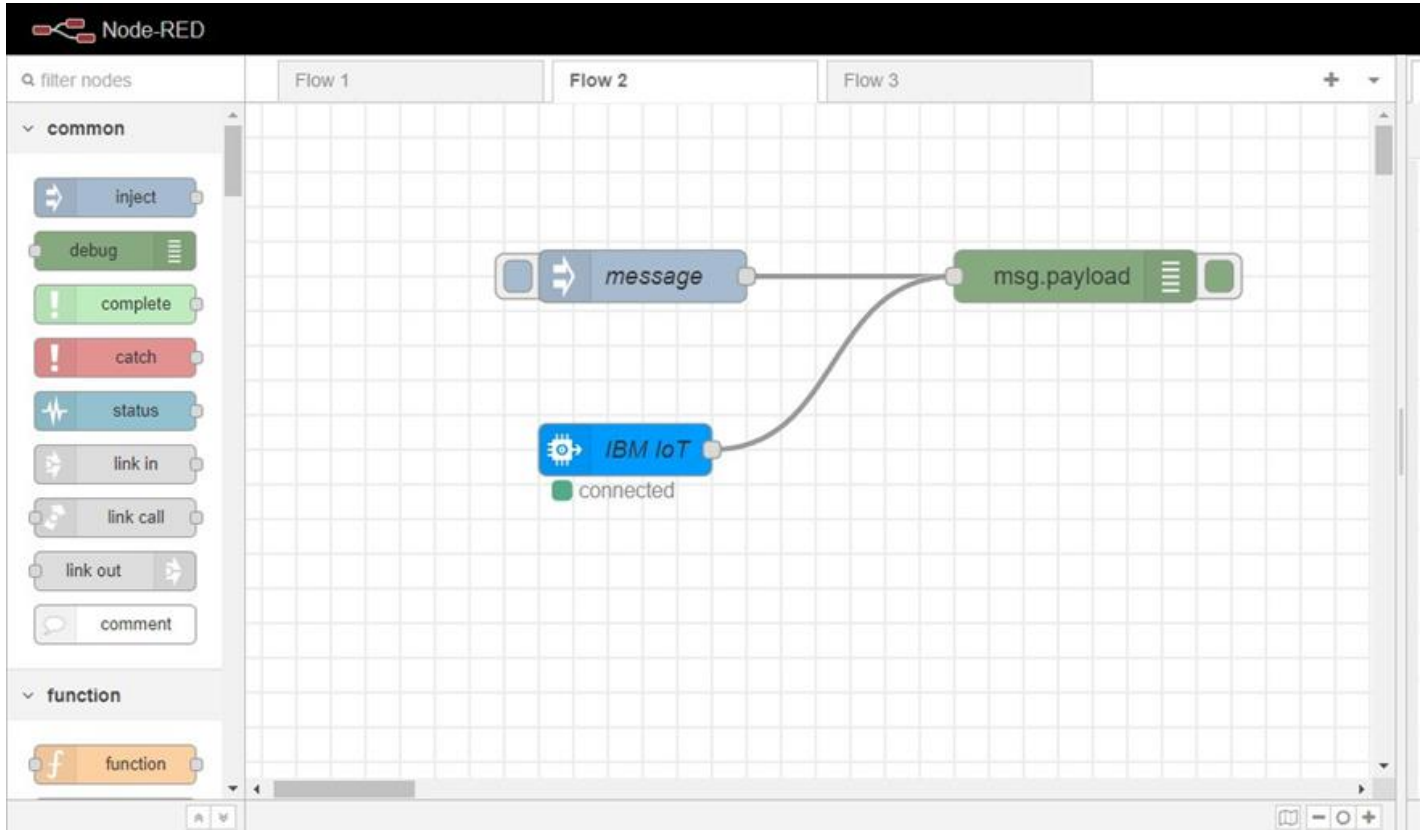 Node-RED
filter nodes
Flow 1
Flow 2
Flow 3
common
inject
debug
complete
catch
status
link in
link call
link out
comment
function
function
message
msg.payload
IBM IoT
connected